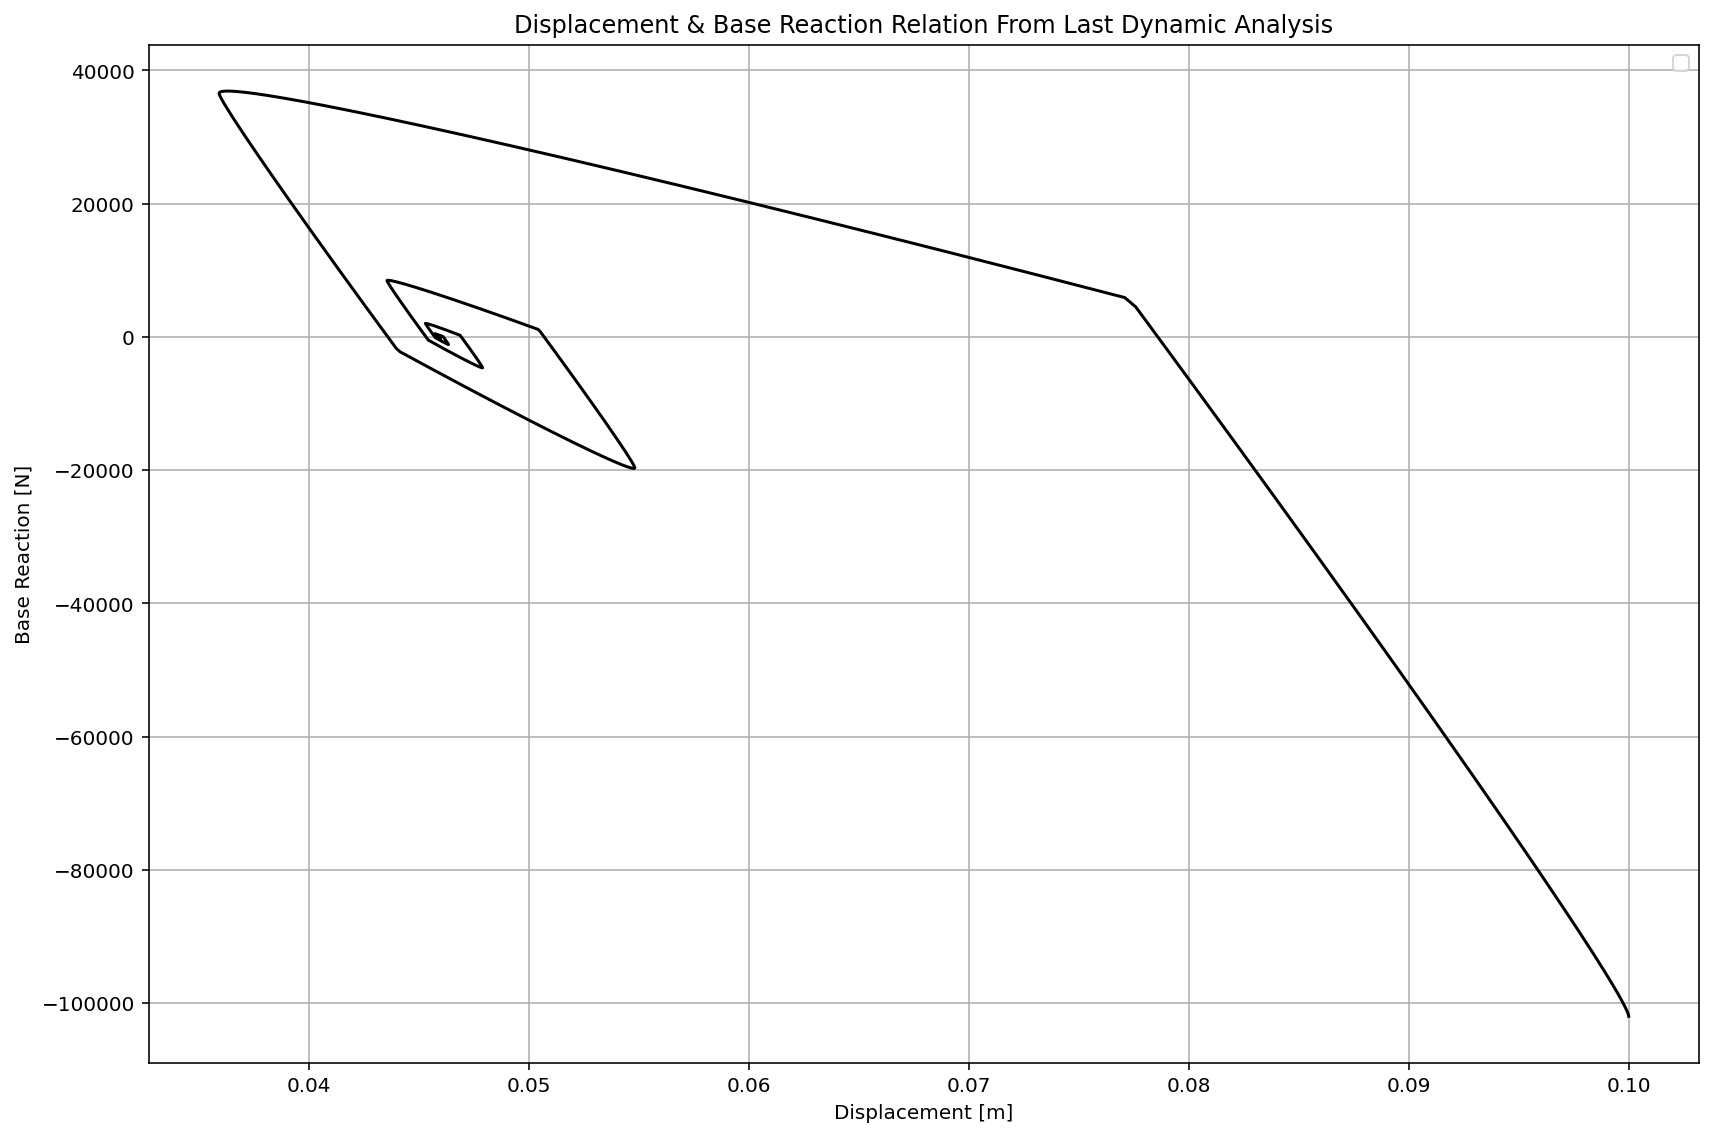 Displacement & Base Reaction Relation From Last Dynamic Analysis
40000
20000
0
−20000
−40000
−60000
−80000
−100000
Base Reaction [N]
0.04 0.05 0.06 0.07 0.08 0.09 0.10
Displacement [m]